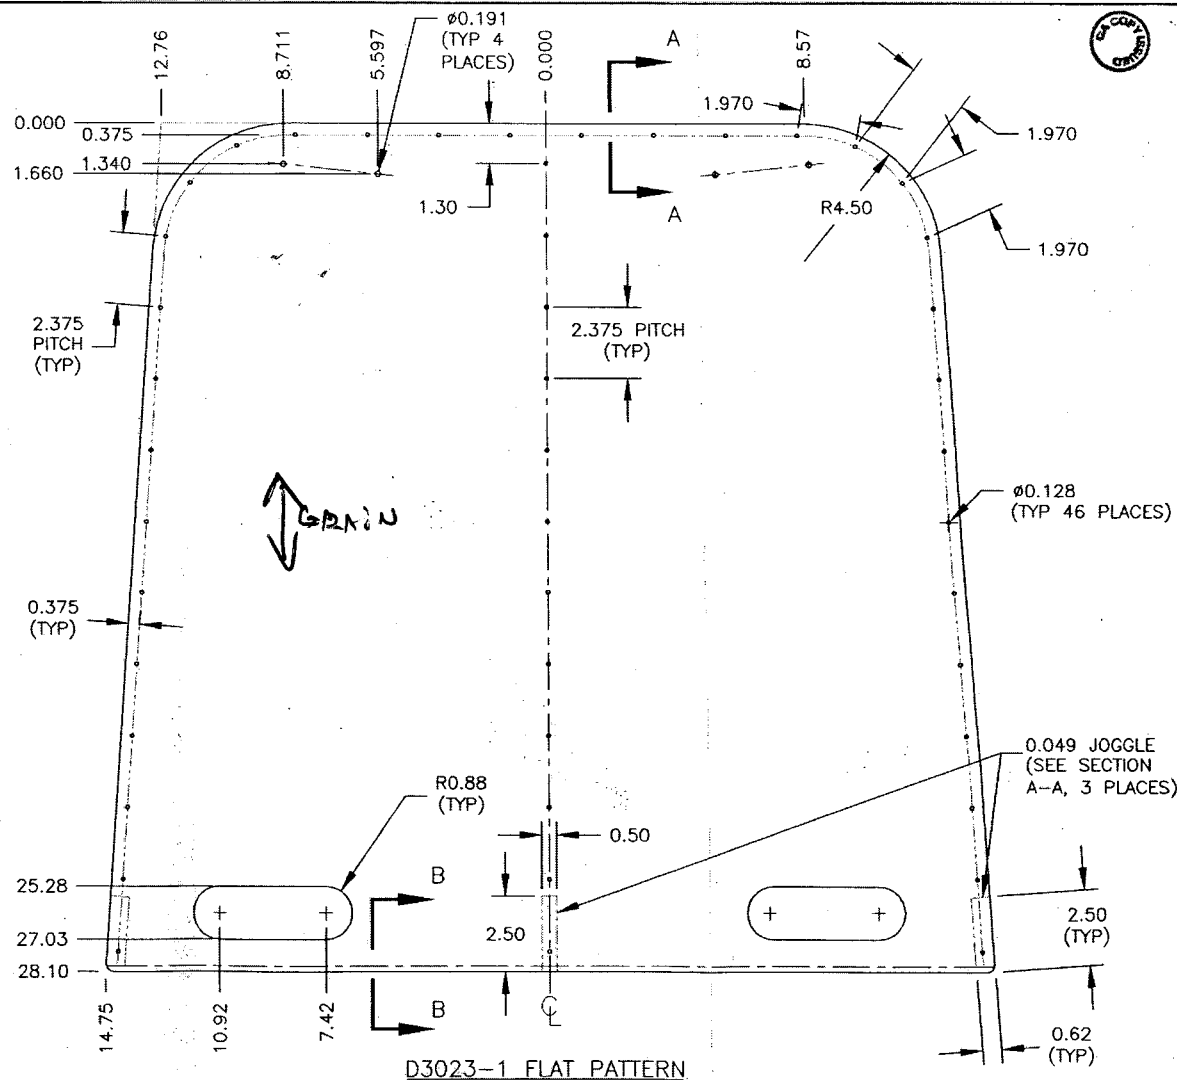 ø0.191
(TYP 4
PLACES)
12.76
8.711
5.597
0.000
A
8.57
CA COPY ISSUED
0.000
0.375
1.340
1.660
1.970
1.970
1.30
A
R4.50
1.970
2.375
PITCH
(TYP)
2.375 PITCH
(TYP)
GRAIN
ø0.128
(TYP 46 PLACES)
0.375
(TYP)
0.049 JOGGLE
(SEE SECTION
A-A, 3 PLACES)
R0.88
(TYP)
0.50
25.28
27.03
28.10
B
2.50
2.50
(TYP)
14.75
10.92
7.42
B
CL
0.62
(TYP)
D3023-1 FLAT PATTERN